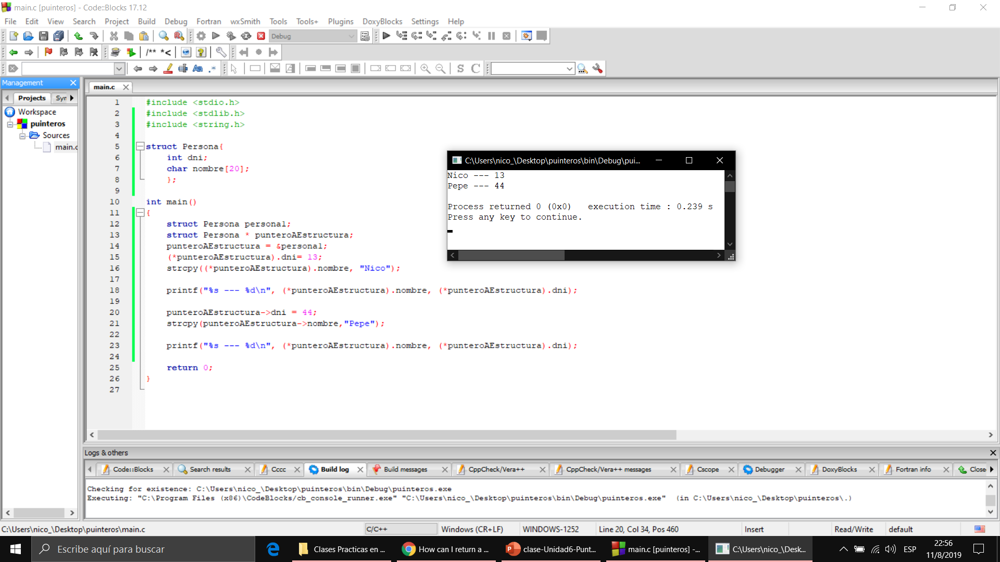 main.c [puinteros] - Code::Blocks 17.12
File Edit View Search Project Build Debug Fortran wxSmith Tools Tools+ Plugins DoxyBlocks Settings Help
Debug
/** *<
Aa .*
S C
Management
Projects
Workspace
puinteros
Sources
main.c
main.c
1 #include <stdio.h>
2 #include <stdlib.h>
3 #include <string.h>
4
5 struct Persona{
6 int dni;
7 char nombre[20];
8 };
9
10 int main()
11 {
12 struct Persona persona1;
13 struct Persona * punteroAEstructura;
14 punteroAEstructura = &persona1;
15 (*punteroAEstructura).dni= 13;
16 strcpy((*punteroAEstructura).nombre, "Nico");
17
18 printf("%s --- %d\n", (*punteroAEstructura).nombre, (*punteroAEstructura).dni);
19
20 punteroAEstructura->dni = 44;
21 strcpy(punteroAEstructura->nombre,"Pepe");
22
23 printf("%s --- %d\n", (*punteroAEstructura).nombre, (*punteroAEstructura).dni);
24
25 return 0;
26 }
27
C:\Users\nico_\Desktop\puinteros\bin\Debug\pui...
Nico --- 13
Pepe --- 44
Process returned 0 (0x0) execution time : 0.239 s
Press any key to continue.
Logs & others
Code::Blocks Search results Cccc Build log Build messages CppCheck/Vera++ CppCheck/Vera++ messages Cscope Debugger DoxyBlocks Fortran info Close
Checking for existence: C:\Users\nico_\Desktop\puinteros\bin\Debug\puinteros.exe
Executing: "C:\Program Files (x86)\CodeBlocks/cb_console_runner.exe" "C:\Users\nico_\Desktop\puinteros\bin\Debug\puinteros.exe" (in C:\Users\nico_\Desktop\puinteros\.)
C:\Users\nico_\Desktop\puinteros\main.c C/C++ Windows (CR+LF) WINDOWS-1252 Line 20, Col 34, Pos 460 Insert Read/Write default
Escribe aquí para buscar
Clases Practicas en ...
How can I return a ...
clase-Unidad6-Punt...
main.c [puinteros] -...
C:\Users\nico_\Desk...
ESP
22:56
11/8/2019